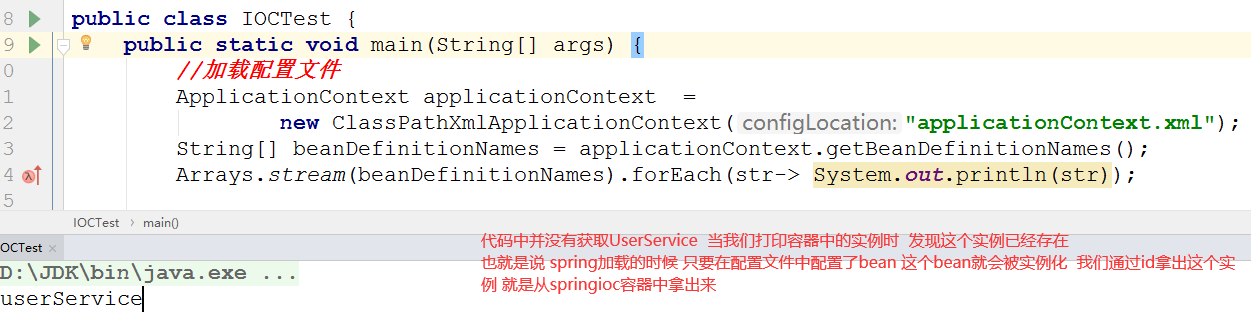 8 public class IOCTest {
9 public static void main(String[] args) {
0 //加载配置文件
1 ApplicationContext applicationContext =
2 new ClassPathXmlApplicationContext( configLocation: "applicationContext.xml");
3 String[] beanDefinitionNames = applicationContext.getBeanDefinitionNames();
4 Arrays.stream(beanDefinitionNames).forEach(str-> System.out.println(str));
5
IOCTest › main()
IOCTest ×
代码中并没有获取UserService 当我们打印容器中的实例时 发现这个实例已经存在
也就是说 spring加载的时候 只要在配置文件中配置了bean 这个bean就会被实例化 我们通过id拿出这个实
例 就是从springioc容器中拿出来
D:\JDK\bin\java.exe ...
userService